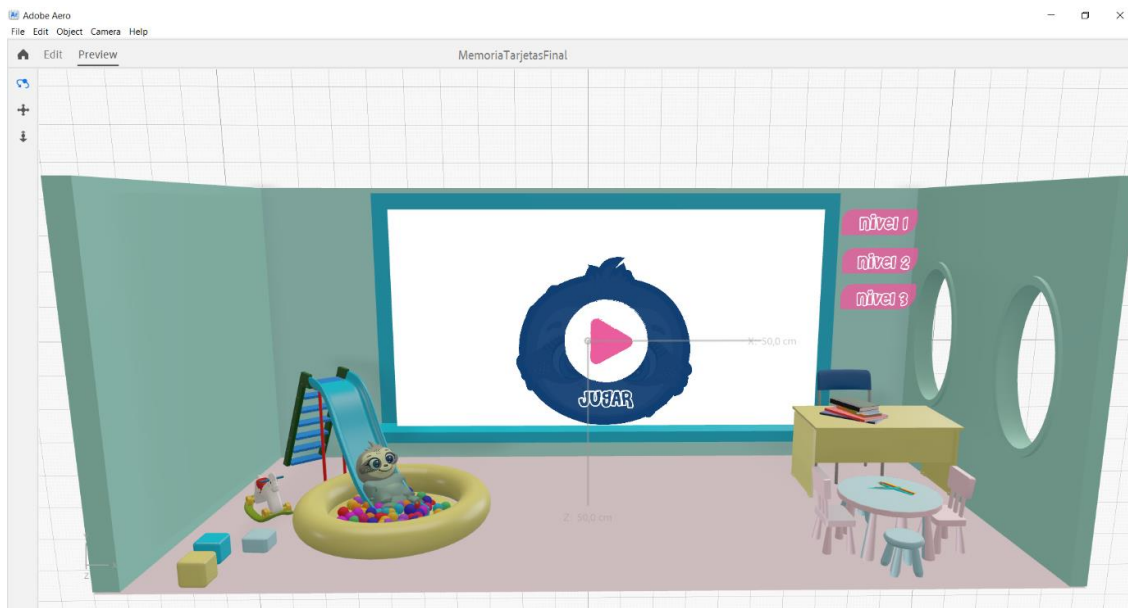 Ar Adobe Aero
File Edit Object Camera Help
Edit Preview MemoriaTarjetasFinal
nivel 1
nivel 2
nivel 3
X: 50,0 cm
JUGAR
Z: 50,0 cm
X
Z